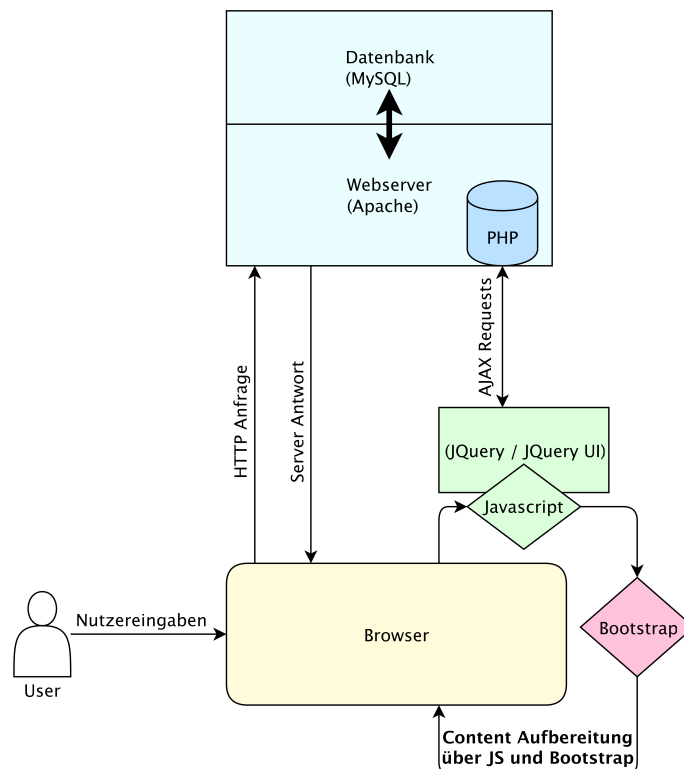 Datenbank
(MySQL)
Webserver
(Apache)
PHP
HTTP Anfrage
Server Antwort
AJAX Requests
(JQuery / JQuery UI)
Javascript
Nutzereingaben
User
Browser
Bootstrap
Content Aufbereitung
über JS und Bootstrap